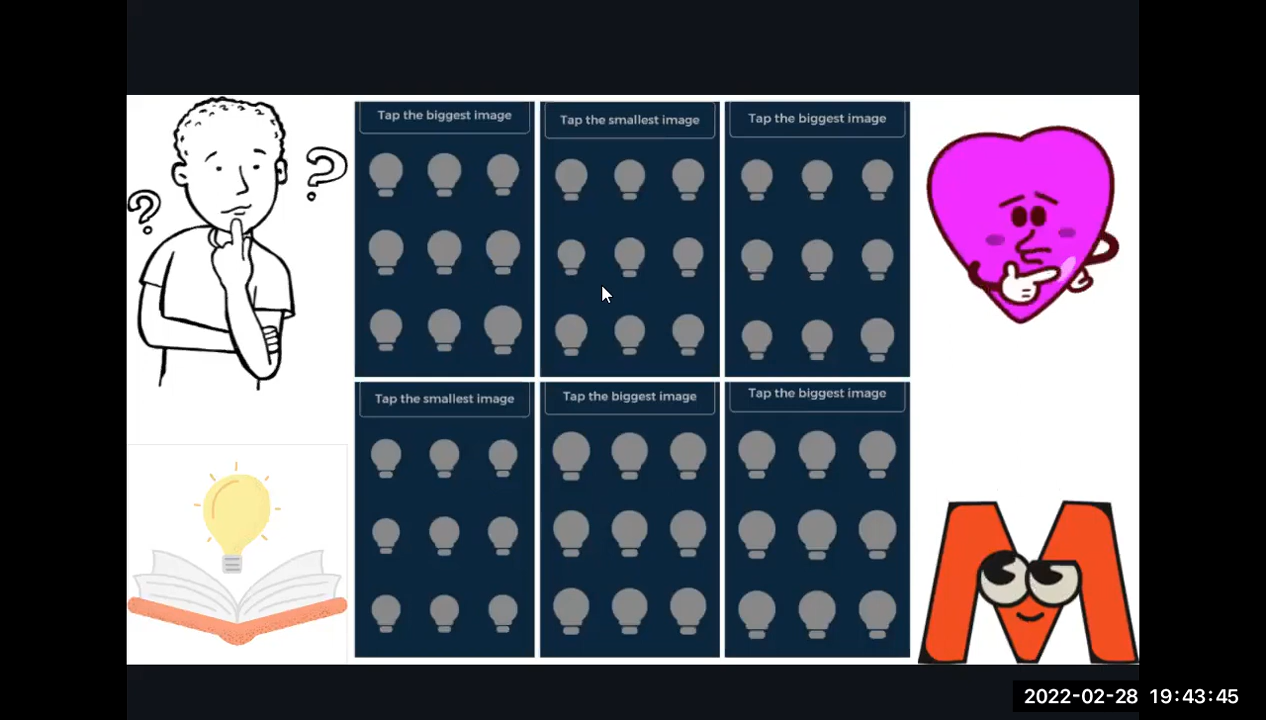 Tap the biggest image
Tap the smallest image
Tap the biggest image
Tap the smallest image
Tap the biggest image
Tap the biggest image
? ?
M
2022-02-28 19:43:45